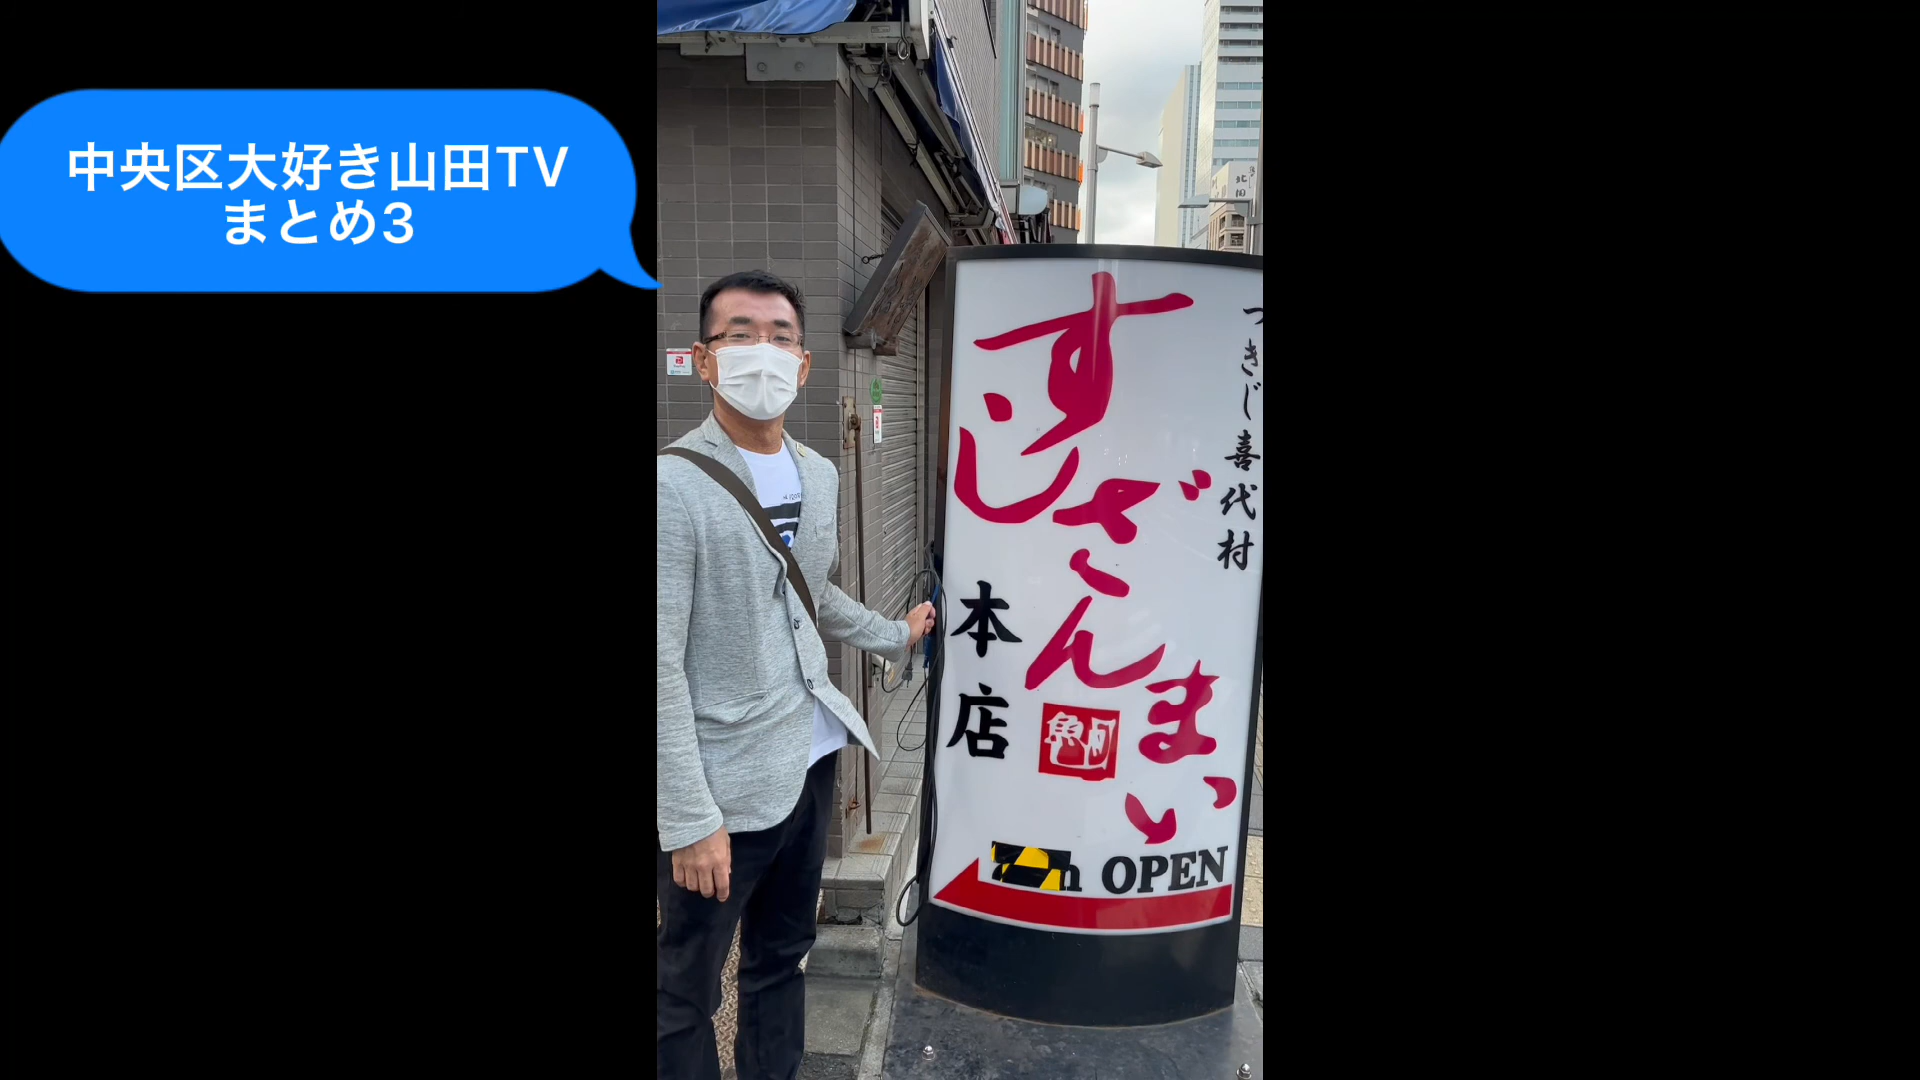 中央区大好き山田TV
まとめ3
つきじ喜代村
すしざんまい
本店
OPEN